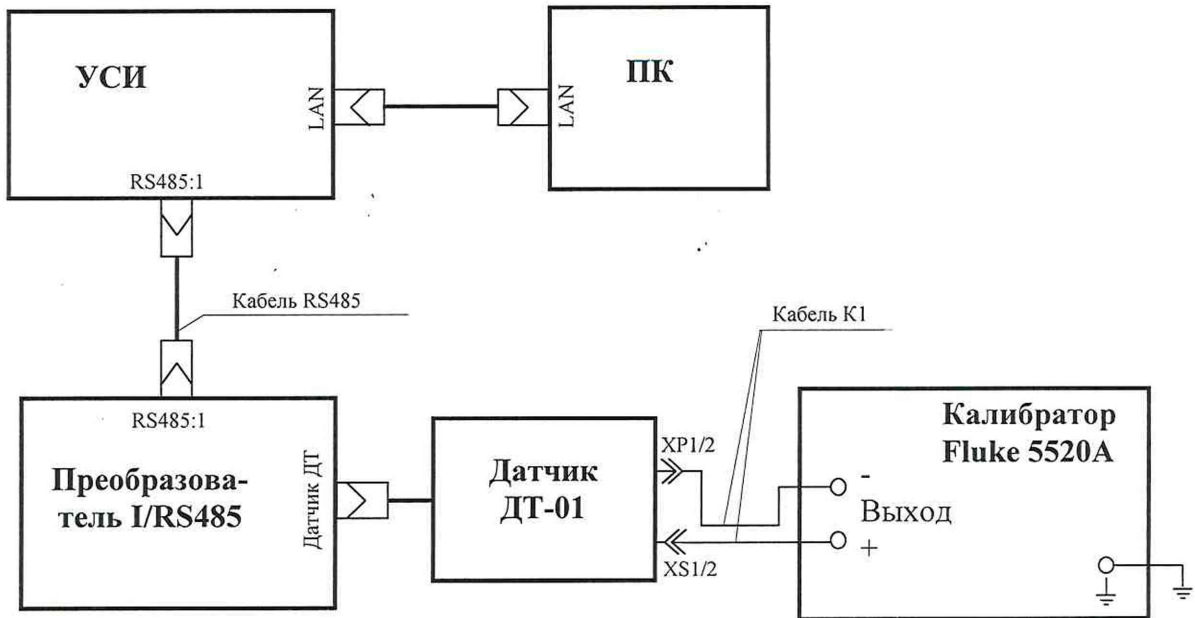 УСИ
LAN
RS485:1
ПК
LAN
Кабель RS485
Кабель К1
RS485:1
Преобразова-
тель I/RS485
Датчик ДТ
Датчик
ДТ-01
XP1/2
XS1/2
Калибратор
Fluke 5520A
-
Выход
+